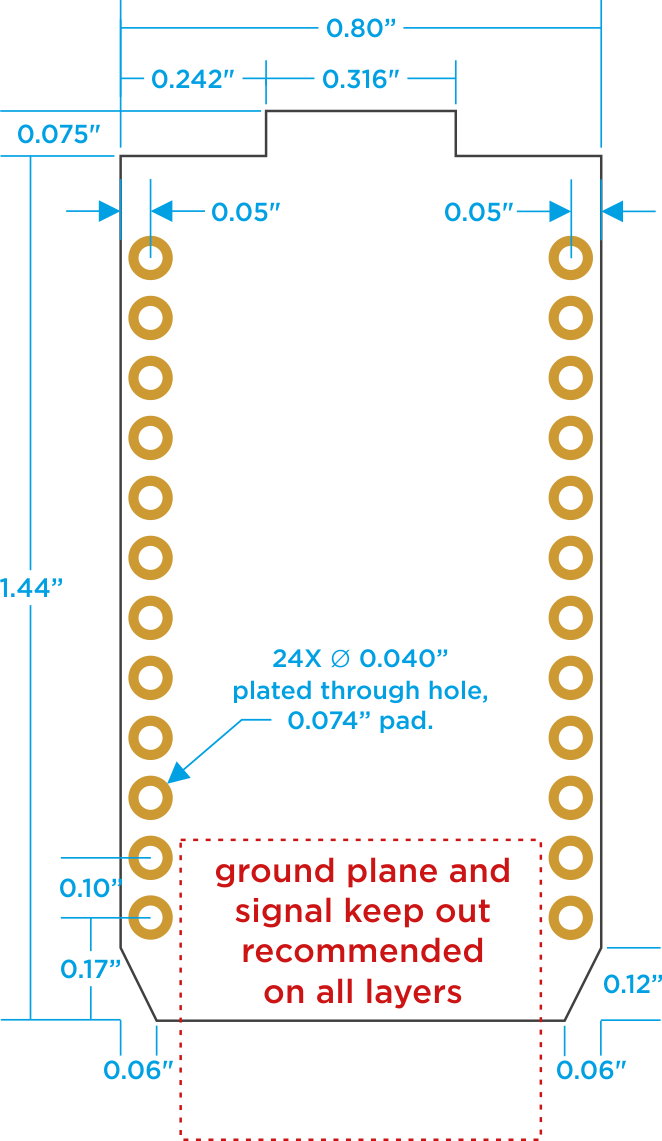 0.80”
0.242"
0.316"
0.075"
0.05"
0.05"
1.44”
24X ∅ 0.040”
plated through hole,
0.074” pad.
ground plane and
signal keep out
recommended
on all layers
0.10”
0.17”
0.12”
0.06"
0.06"